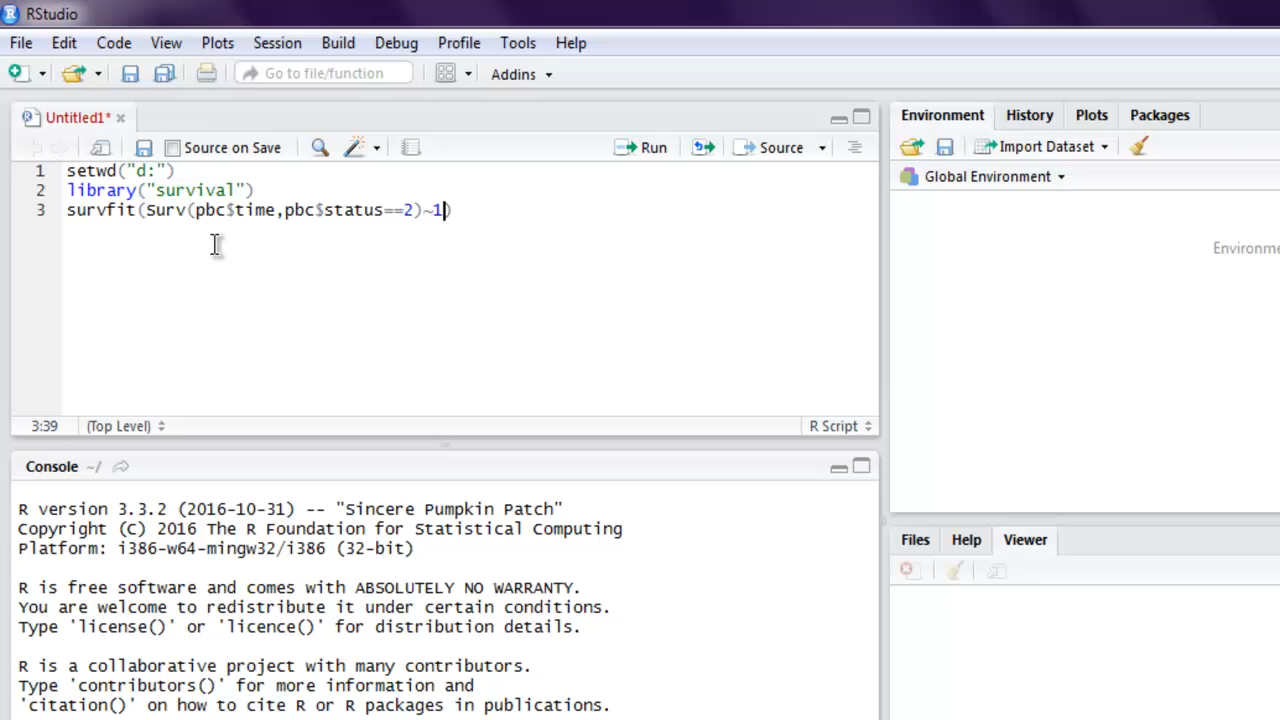 RStudio
File Edit Code View Plots Session Build Debug Profile Tools Help
Go to file/function Addins
Untitled1*
Source on Save Run Source
1 setwd("d:")
2 library("survival")
3 survfit(Surv(pbc$time,pbc$status==2)~1)
3:39 (Top Level) R Script
Console ~/
R version 3.3.2 (2016-10-31) -- "Sincere Pumpkin Patch"
Copyright (C) 2016 The R Foundation for Statistical Computing
Platform: i386-w64-mingw32/i386 (32-bit)
R is free software and comes with ABSOLUTELY NO WARRANTY.
You are welcome to redistribute it under certain conditions.
Type 'license()' or 'licence()' for distribution details.
R is a collaborative project with many contributors.
Type 'contributors()' for more information and
'citation()' on how to cite R or R packages in publications.
Environment History Plots Packages
Import Dataset
Global Environment
Files Help Viewer